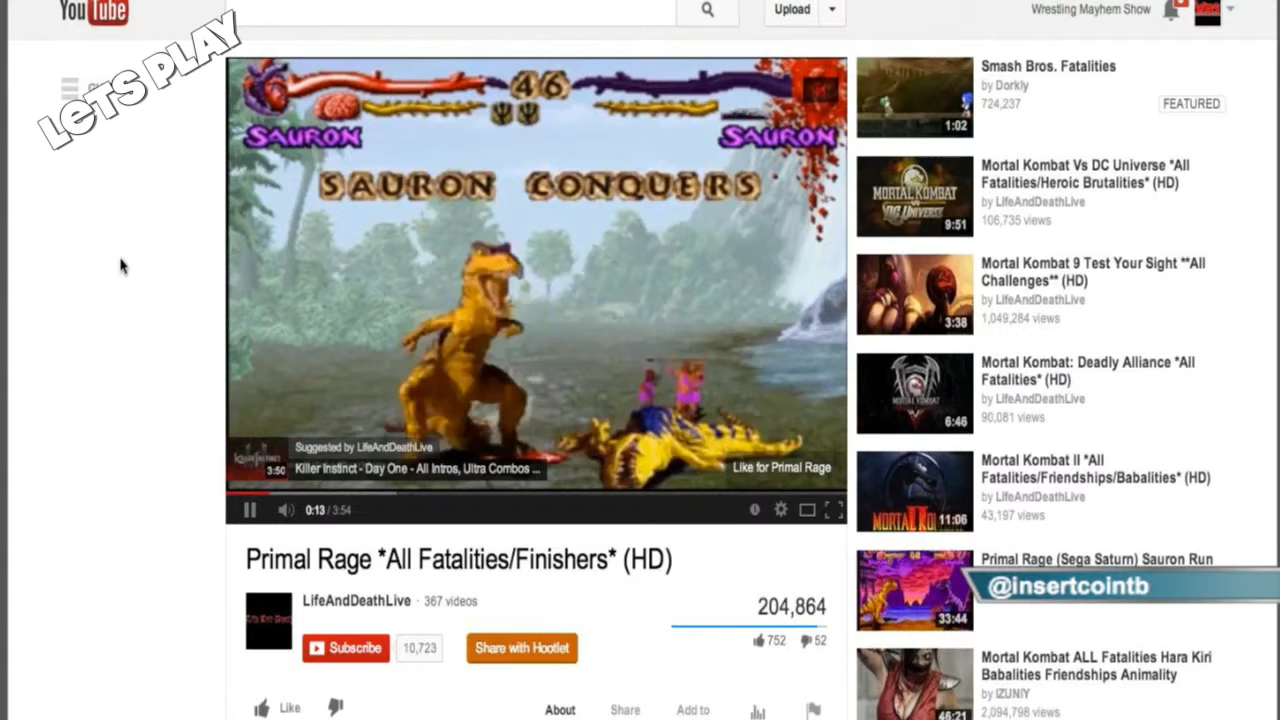 YouTube
Upload
Wrestling Mayhem Show
LETS PLAY
46
SAURON
SAURON
SAURON CONQUERS
Suggested by LifeAndDeathLive
Killer Instinct - Day One - All Intros, Ultra Combos ...
3:50
Like for Primal Rage
0:13 / 3:54
Primal Rage *All Fatalities/Finishers* (HD)
LifeAndDeathLive · 367 videos
Subscribe
10,723
Share with Hootlet
204,864
752
52
Like
About
Share
Add to
Smash Bros. Fatalities
by Dorkly
724,237
FEATURED
1:02
Mortal Kombat Vs DC Universe *All
Fatalities/Heroic Brutalities* (HD)
by LifeAndDeathLive
106,735 views
MORTAL KOMBAT
VS
DC UNIVERSE
9:51
Mortal Kombat 9 Test Your Sight **All
Challenges** (HD)
by LifeAndDeathLive
1,049,284 views
3:38
Mortal Kombat: Deadly Alliance *All
Fatalities* (HD)
by LifeAndDeathLive
90,081 views
MORTAL KOMBAT
6:46
Mortal Kombat II *All
Fatalities/Friendships/Babalities* (HD)
by LifeAndDeathLive
43,197 views
11:06
Primal Rage (Sega Saturn) Sauron Run
@insertcointb
33:44
Mortal Kombat ALL Fatalities Hara Kiri
Babalities Friendships Animality
by IZUNIY
2,094,798 views
46:21